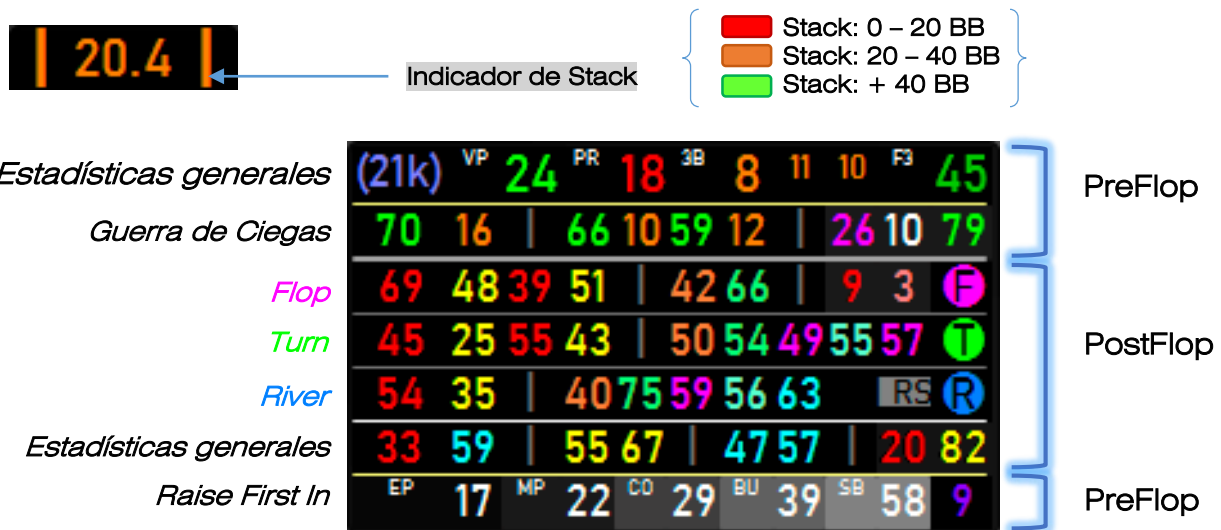 20.4
Indicador de Stack
Stack: 0 – 20 BB
Stack: 20 – 40 BB
Stack: + 40 BB
Estadísticas generales (21k) VP 24 PR 18 3B 8 11 10 F3 45
PreFlop
Guerra de Ciegas 70 16 | 66 10 59 12 | 26 10 79
Flop 69 48 39 51 | 42 66 | 9 3 F
Turn 45 25 55 43 | 50 54 49 55 57 T
PostFlop
River 54 35 | 40 75 59 56 63 RS R
Estadísticas generales 33 59 | 55 67 | 47 57 | 20 82
Raise First In EP 17 MP 22 CO 29 BU 39 SB 58 9
PreFlop